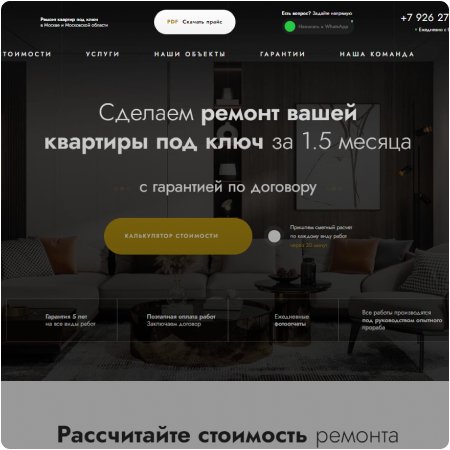 Ремонт квартир под ключ
в Москве и Московской области
PDF Скачать прайс
Есть вопрос? Задайте напрямую
Написать в WhatsApp
+7 926 27
Ежедневно с
ТОИМОСТИ УСЛУГИ НАШИ ОБЪЕКТЫ ГАРАНТИИ НАША КОМАНДА
Сделаем ремонт вашей
квартиры под ключ за 1.5 месяца
с гарантией по договору
КАЛЬКУЛЯТОР СТОИМОСТИ
Пришлем сметный расчет
по каждому виду работ
через 30 минут
Гарантия 5 лет
на все виды работ
Поэтапная оплата работ
Заключаем договор
Ежедневные
фотоотчеты
Все работы производятся
под руководством опытного
прораба
Рассчитайте стоимость ремонта